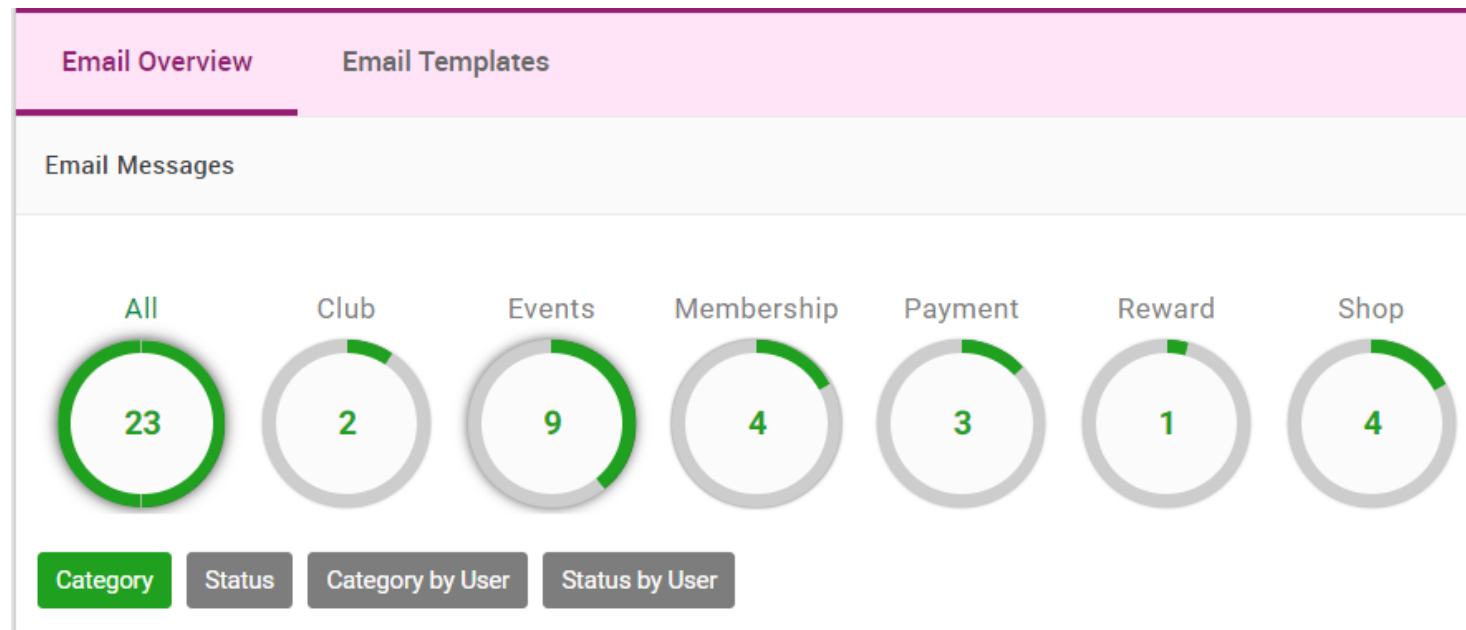 Email Overview Email Templates
Email Messages
All Club Events Membership Payment Reward Shop
23 2 9 4 3 1 4
Category Status Category by User Status by User